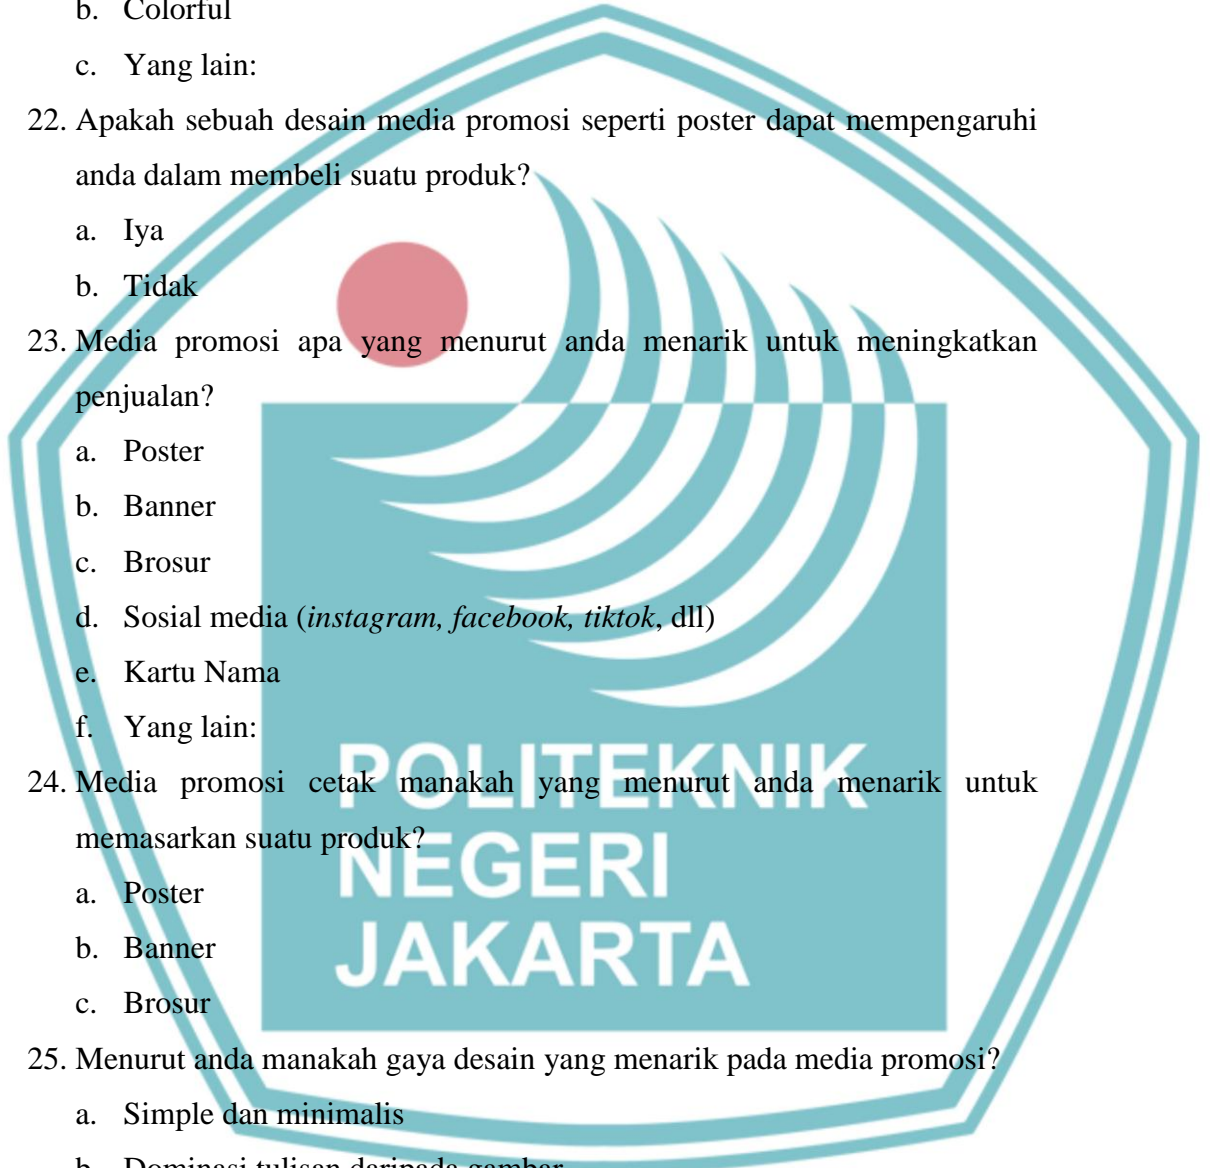 b. Colorful
c. Yang lain:
22. Apakah sebuah desain media promosi seperti poster dapat mempengaruhi
anda dalam membeli suatu produk?
a. Iya
b. Tidak
23. Media promosi apa yang menurut anda menarik untuk meningkatkan
penjualan?
a. Poster
b. Banner
c. Brosur
d. Sosial media (instagram, facebook, tiktok, dll)
e. Kartu Nama
f. Yang lain:
24. Media promosi cetak manakah yang menurut anda menarik untuk
memasarkan suatu produk?
a. Poster
b. Banner
c. Brosur
25. Menurut anda manakah gaya desain yang menarik pada media promosi?
a. Simple dan minimalis
b. Dominasi tulisan daripada gambar
POLITEKNIK
NEGERI
JAKARTA